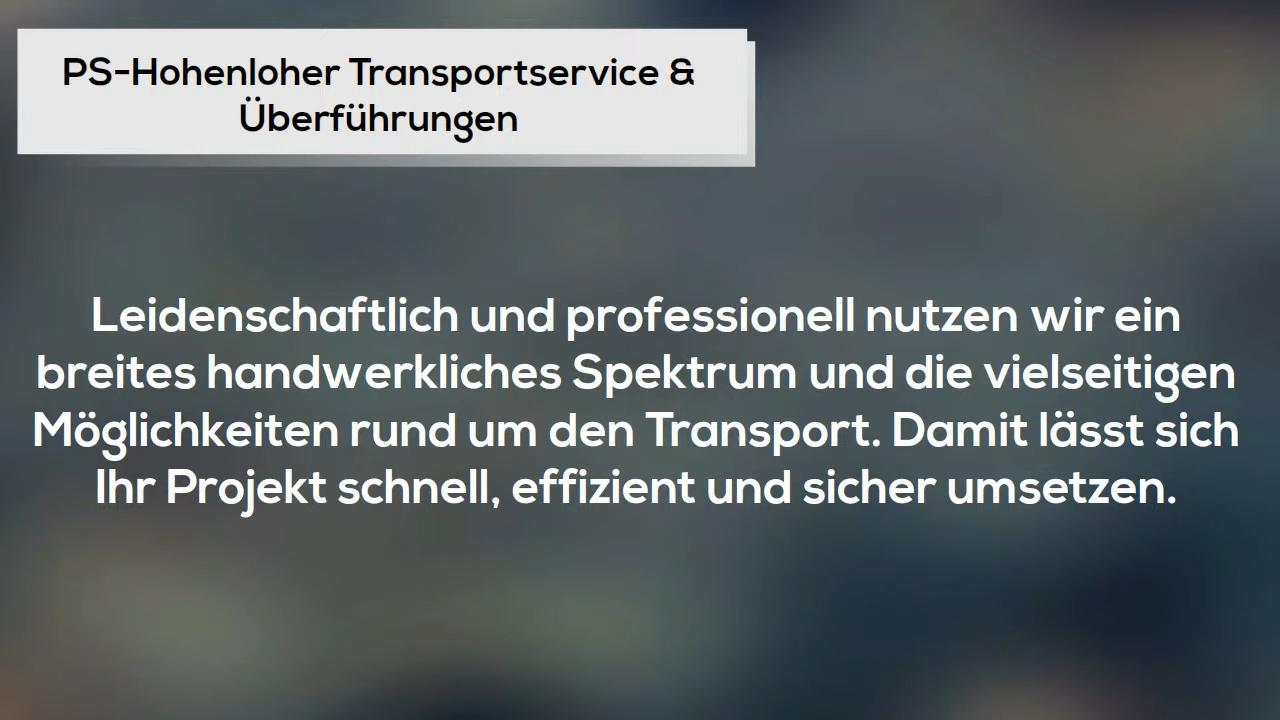 PS-Hohenloher Transportservice &
Überführungen
Leidenschaftlich und professionell nutzen wir ein
breites handwerkliches Spektrum und die vielseitigen
Möglichkeiten rund um den Transport. Damit lässt sich
Ihr Projekt schnell, effizient und sicher umsetzen.